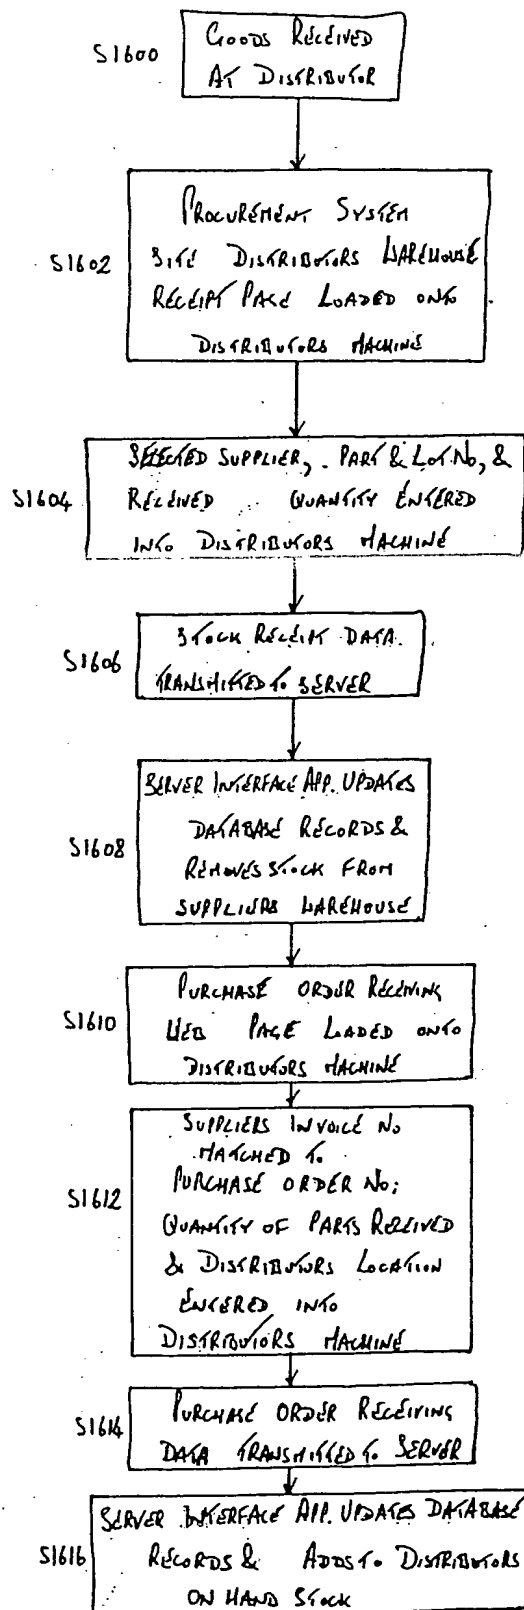 S1600
GOODS RECEIVED
AT DISTRIBUTOR
S1602
PROCUREMENT SYSTEM
SITE DISTRIBUTORS WAREHOUSE
RECEIPT PAGE LOADED ONTO
DISTRIBUTORS MACHINE
S1604
SELECTED SUPPLIER, PART & LOT NO, &
RECEIVED QUANTITY ENTERED
INTO DISTRIBUTORS MACHINE
S1606
STOCK RECEIPT DATA
TRANSMITTED TO SERVER
S1608
SERVER INTERFACE APP. UPDATES
DATABASE RECORDS &
REMOVES STOCK FROM
SUPPLIERS WAREHOUSE
S1610
PURCHASE ORDER RECEIVING
WEB PAGE LOADED ONTO
DISTRIBUTORS MACHINE
S1612
SUPPLIERS INVOICE NO
MATCHED TO
PURCHASE ORDER NO;
QUANTITY OF PARTS RECEIVED
& DISTRIBUTORS LOCATION
ENTERED INTO
DISTRIBUTORS MACHINE
S1614
PURCHASE ORDER RECEIVING
DATA TRANSMITTED TO SERVER
S1616
SERVER INTERFACE APP. UPDATES DATABASE
RECORDS & ADDS TO DISTRIBUTORS
ON HAND STOCK